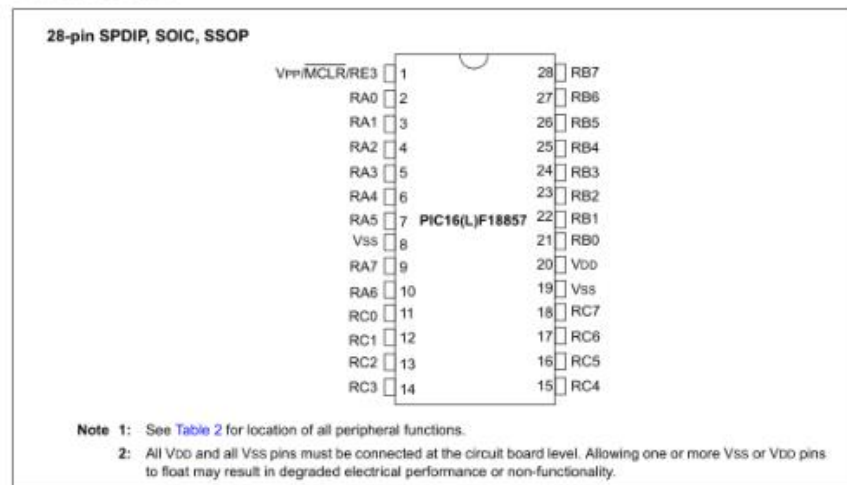 28-pin SPDIP, SOIC, SSOP
VPP/MCLR/RE3 1 28 RB7
RA0 2 27 RB6
RA1 3 26 RB5
RA2 4 25 RB4
RA3 5 24 RB3
RA4 6 23 RB2
RA5 7 PIC16(L)F18857 22 RB1
VSS 8 21 RB0
RA7 9 20 VDD
RA6 10 19 VSS
RC0 11 18 RC7
RC1 12 17 RC6
RC2 13 16 RC5
RC3 14 15 RC4
Note 1: See Table 2 for location of all peripheral functions.
2: All VDD and all VSS pins must be connected at the circuit board level. Allowing one or more VSS or VDD pins
to float may result in degraded electrical performance or non-functionality.